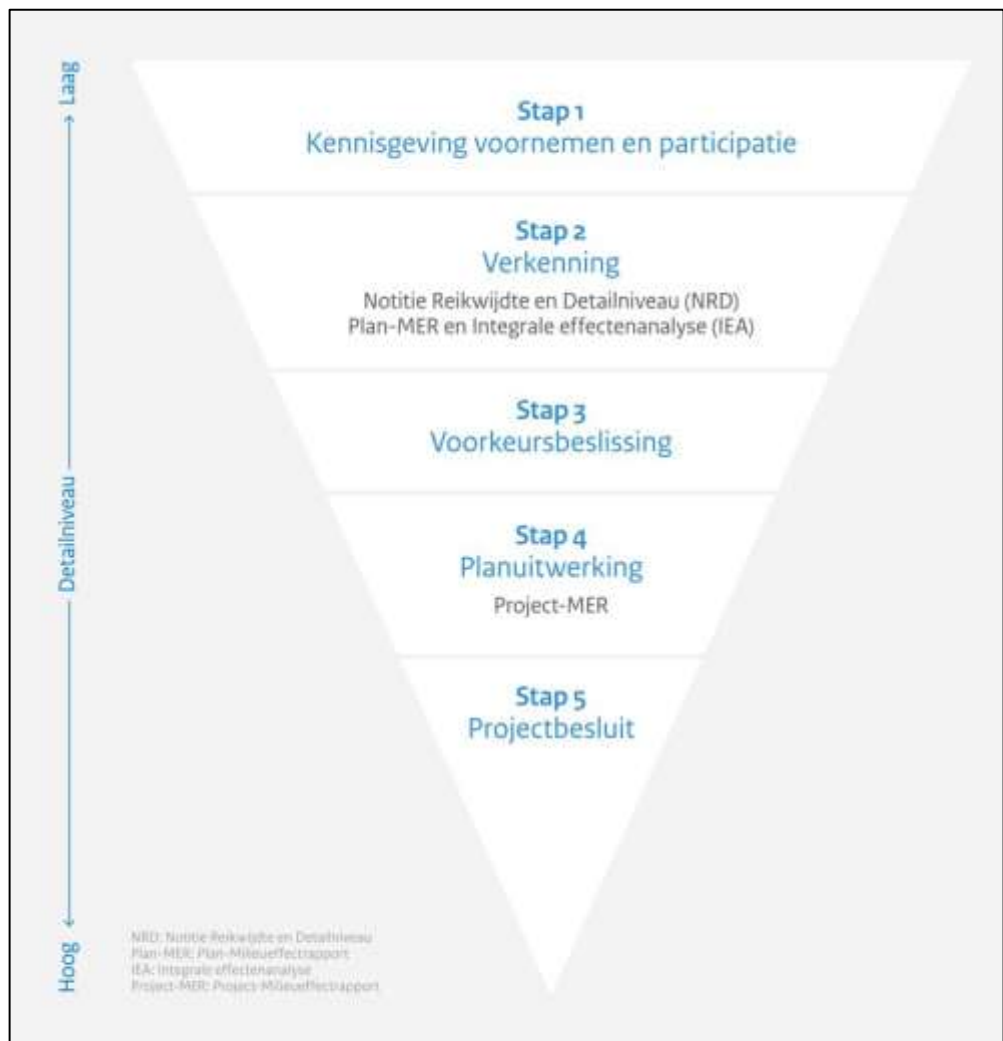 Laag
Detailniveau
Hoog
Stap 1
Kennisgeving voornemen en participatie
Stap 2
Verkenning
Notitie Reikwijdte en Detailniveau (NRD)
Plan-MER en Integrale effectenanalyse (IEA)
Stap 3
Voorkeursbeslissing
Stap 4
Planuitwerking
Project-MER
Stap 5
Projectbesluit
NRD: Notitie Reikwijdte en Detailniveau
Plan-MER: Plan-Milieueffectrapport
IEA: Integrale effectenanalyse
Project-MER: Project-Milieueffectrapport